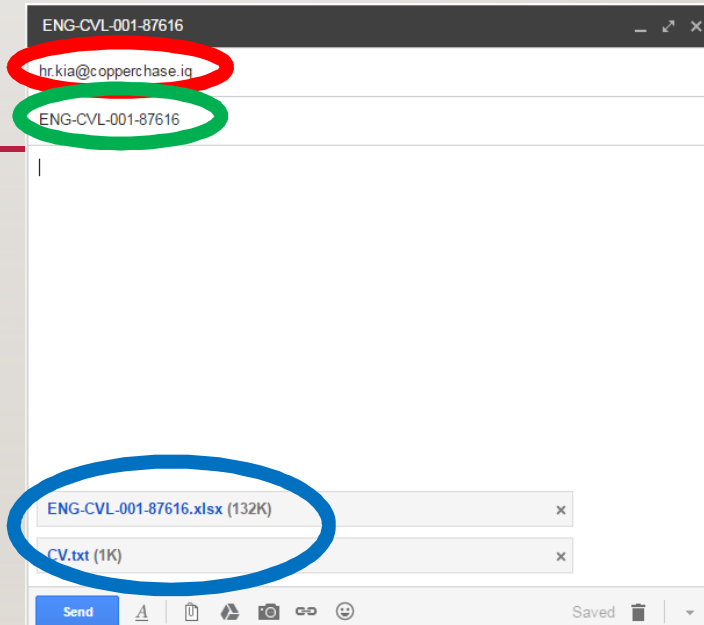 ENG-CVL-001-87616
hr.kia@copperchase.iq
ENG-CVL-001-87616
ENG-CVL-001-87616.xlsx (132K)
CV.txt (1K)
Send
Saved